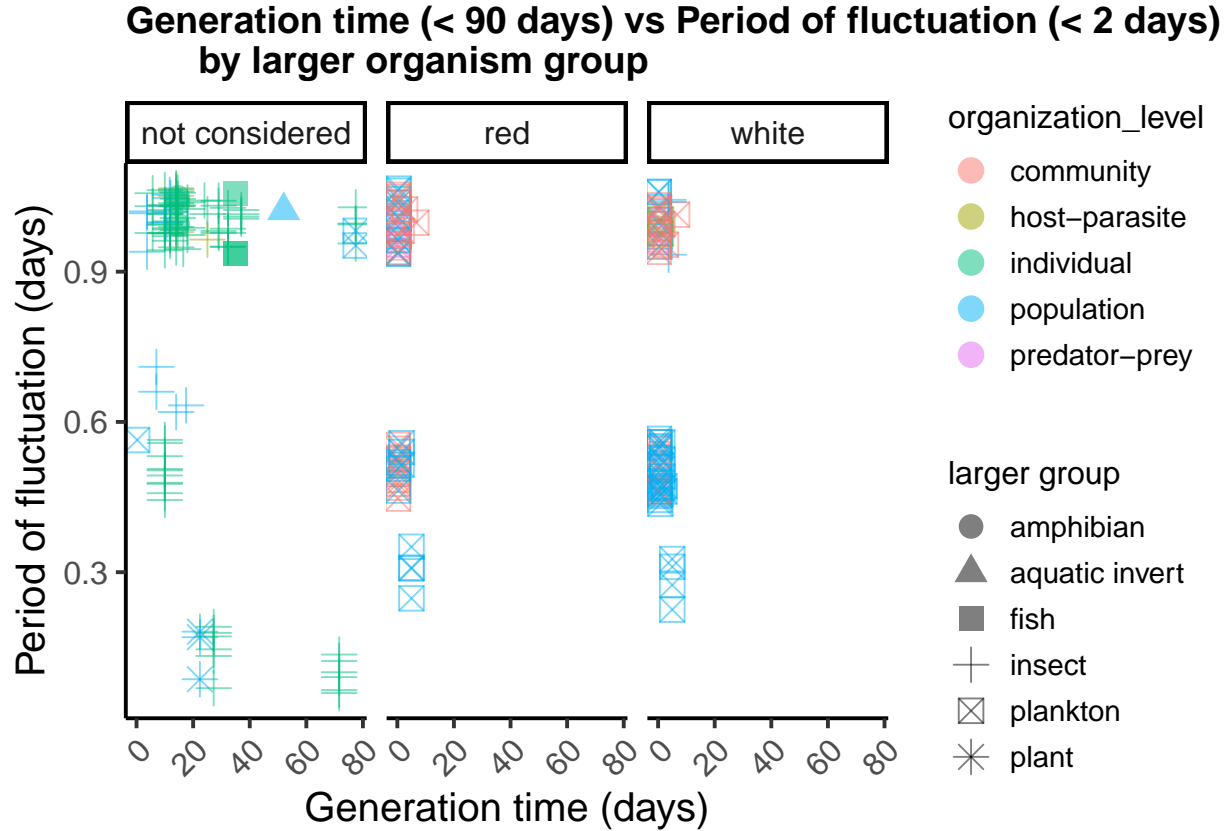 Generation time (< 90 days) vs Period of fluctuation (< 2 days)
by larger organism group
not considered
red
white
Period of fluctuation (days)
0.9
0.6
0.3
0 20 40 60 80
0 20 40 60 80
0 20 40 60 80
Generation time (days)
organization_level
community
host−parasite
individual
population
predator−prey
larger group
amphibian
aquatic invert
fish
insect
plankton
plant